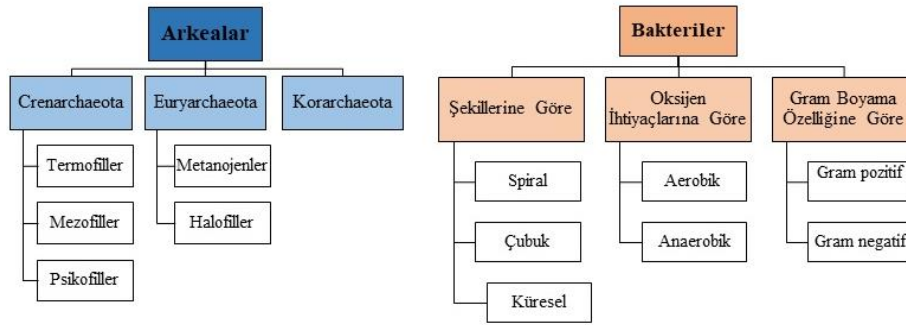 Arkealar
Crenarchaeota
Euryarchaeota
Korarchaeota
Termofiller
Mezofiller
Psikofiller
Metanojenler
Halofiller
Bakteriler
Şekillerine Göre
Oksijen
İhtiyaçlarına Göre
Gram Boyama
Özelliğine Göre
Spiral
Çubuk
Küresel
Aerobik
Anaerobik
Gram pozitif
Gram negatif